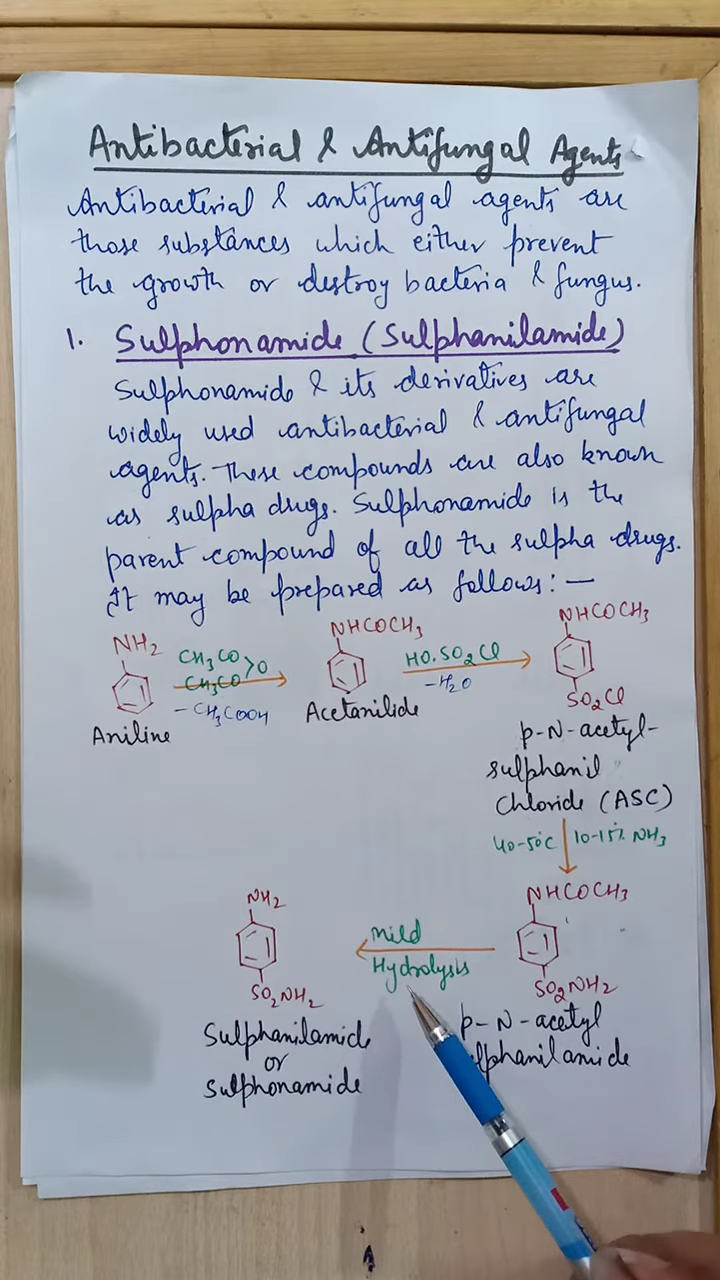 Antibacterial & Antifungal Agents
Antibacterial & antifungal agents are
those substances which either prevent
the growth or destroy bacteria & fungus.
1. Sulphonamide (Sulphanilamide)
Sulphonamide & its derivatives are
widely used antibacterial & antifungal
agents. These compounds are also known
as sulpha drugs. Sulphonamide is the
parent compound of all the sulpha drugs.
It may be prepared as follows:—
NH₂
CH₃CO
CH₃CO>O
-CH₃COOH
Aniline
NHCOCH₃
Acetanilide
HO.SO₂Cl
-H₂O
NHCOCH₃
SO₂Cl
p-N-acetyl-
sulphanil
Chloride (ASC)
40-50°C 10-15% NH₃
NHCOCH₃
SO₂NH₂
p-N-acetyl
lphanilamide
Mild
Hydrolysis
NH₂
SO₂NH₂
Sulphanilamide
or
Sulphonamide